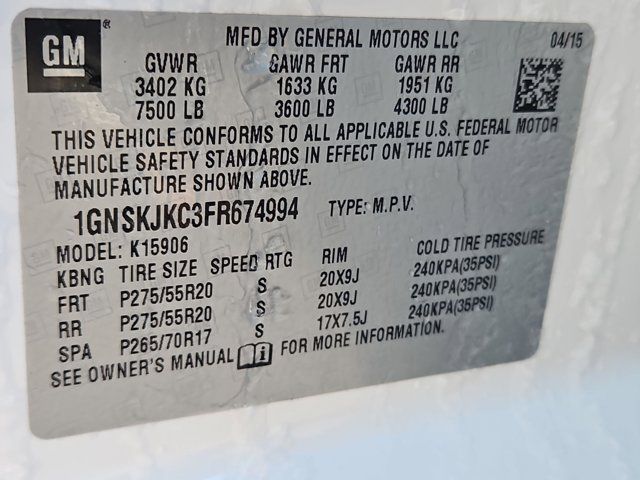 GM ®
MFD BY GENERAL MOTORS LLC 04/15
GVWR GAWR FRT GAWR RR
3402 KG 1633 KG 1951 KG
7500 LB 3600 LB 4300 LB
THIS VEHICLE CONFORMS TO ALL APPLICABLE U.S. FEDERAL MOTOR
VEHICLE SAFETY STANDARDS IN EFFECT ON THE DATE OF
MANUFACTURE SHOWN ABOVE.
1GNSKJKC3FR674994 TYPE: M.P.V.
MODEL: K15906
KBNG TIRE SIZE SPEED RTG RIM COLD TIRE PRESSURE
FRT P275/55R20 S 20X9J 240KPA(35PSI)
RR P275/55R20 S 20X9J 240KPA(35PSI)
SPA P265/70R17 S 17X7.5J 240KPA(35PSI)
SEE OWNER'S MANUAL FOR MORE INFORMATION.